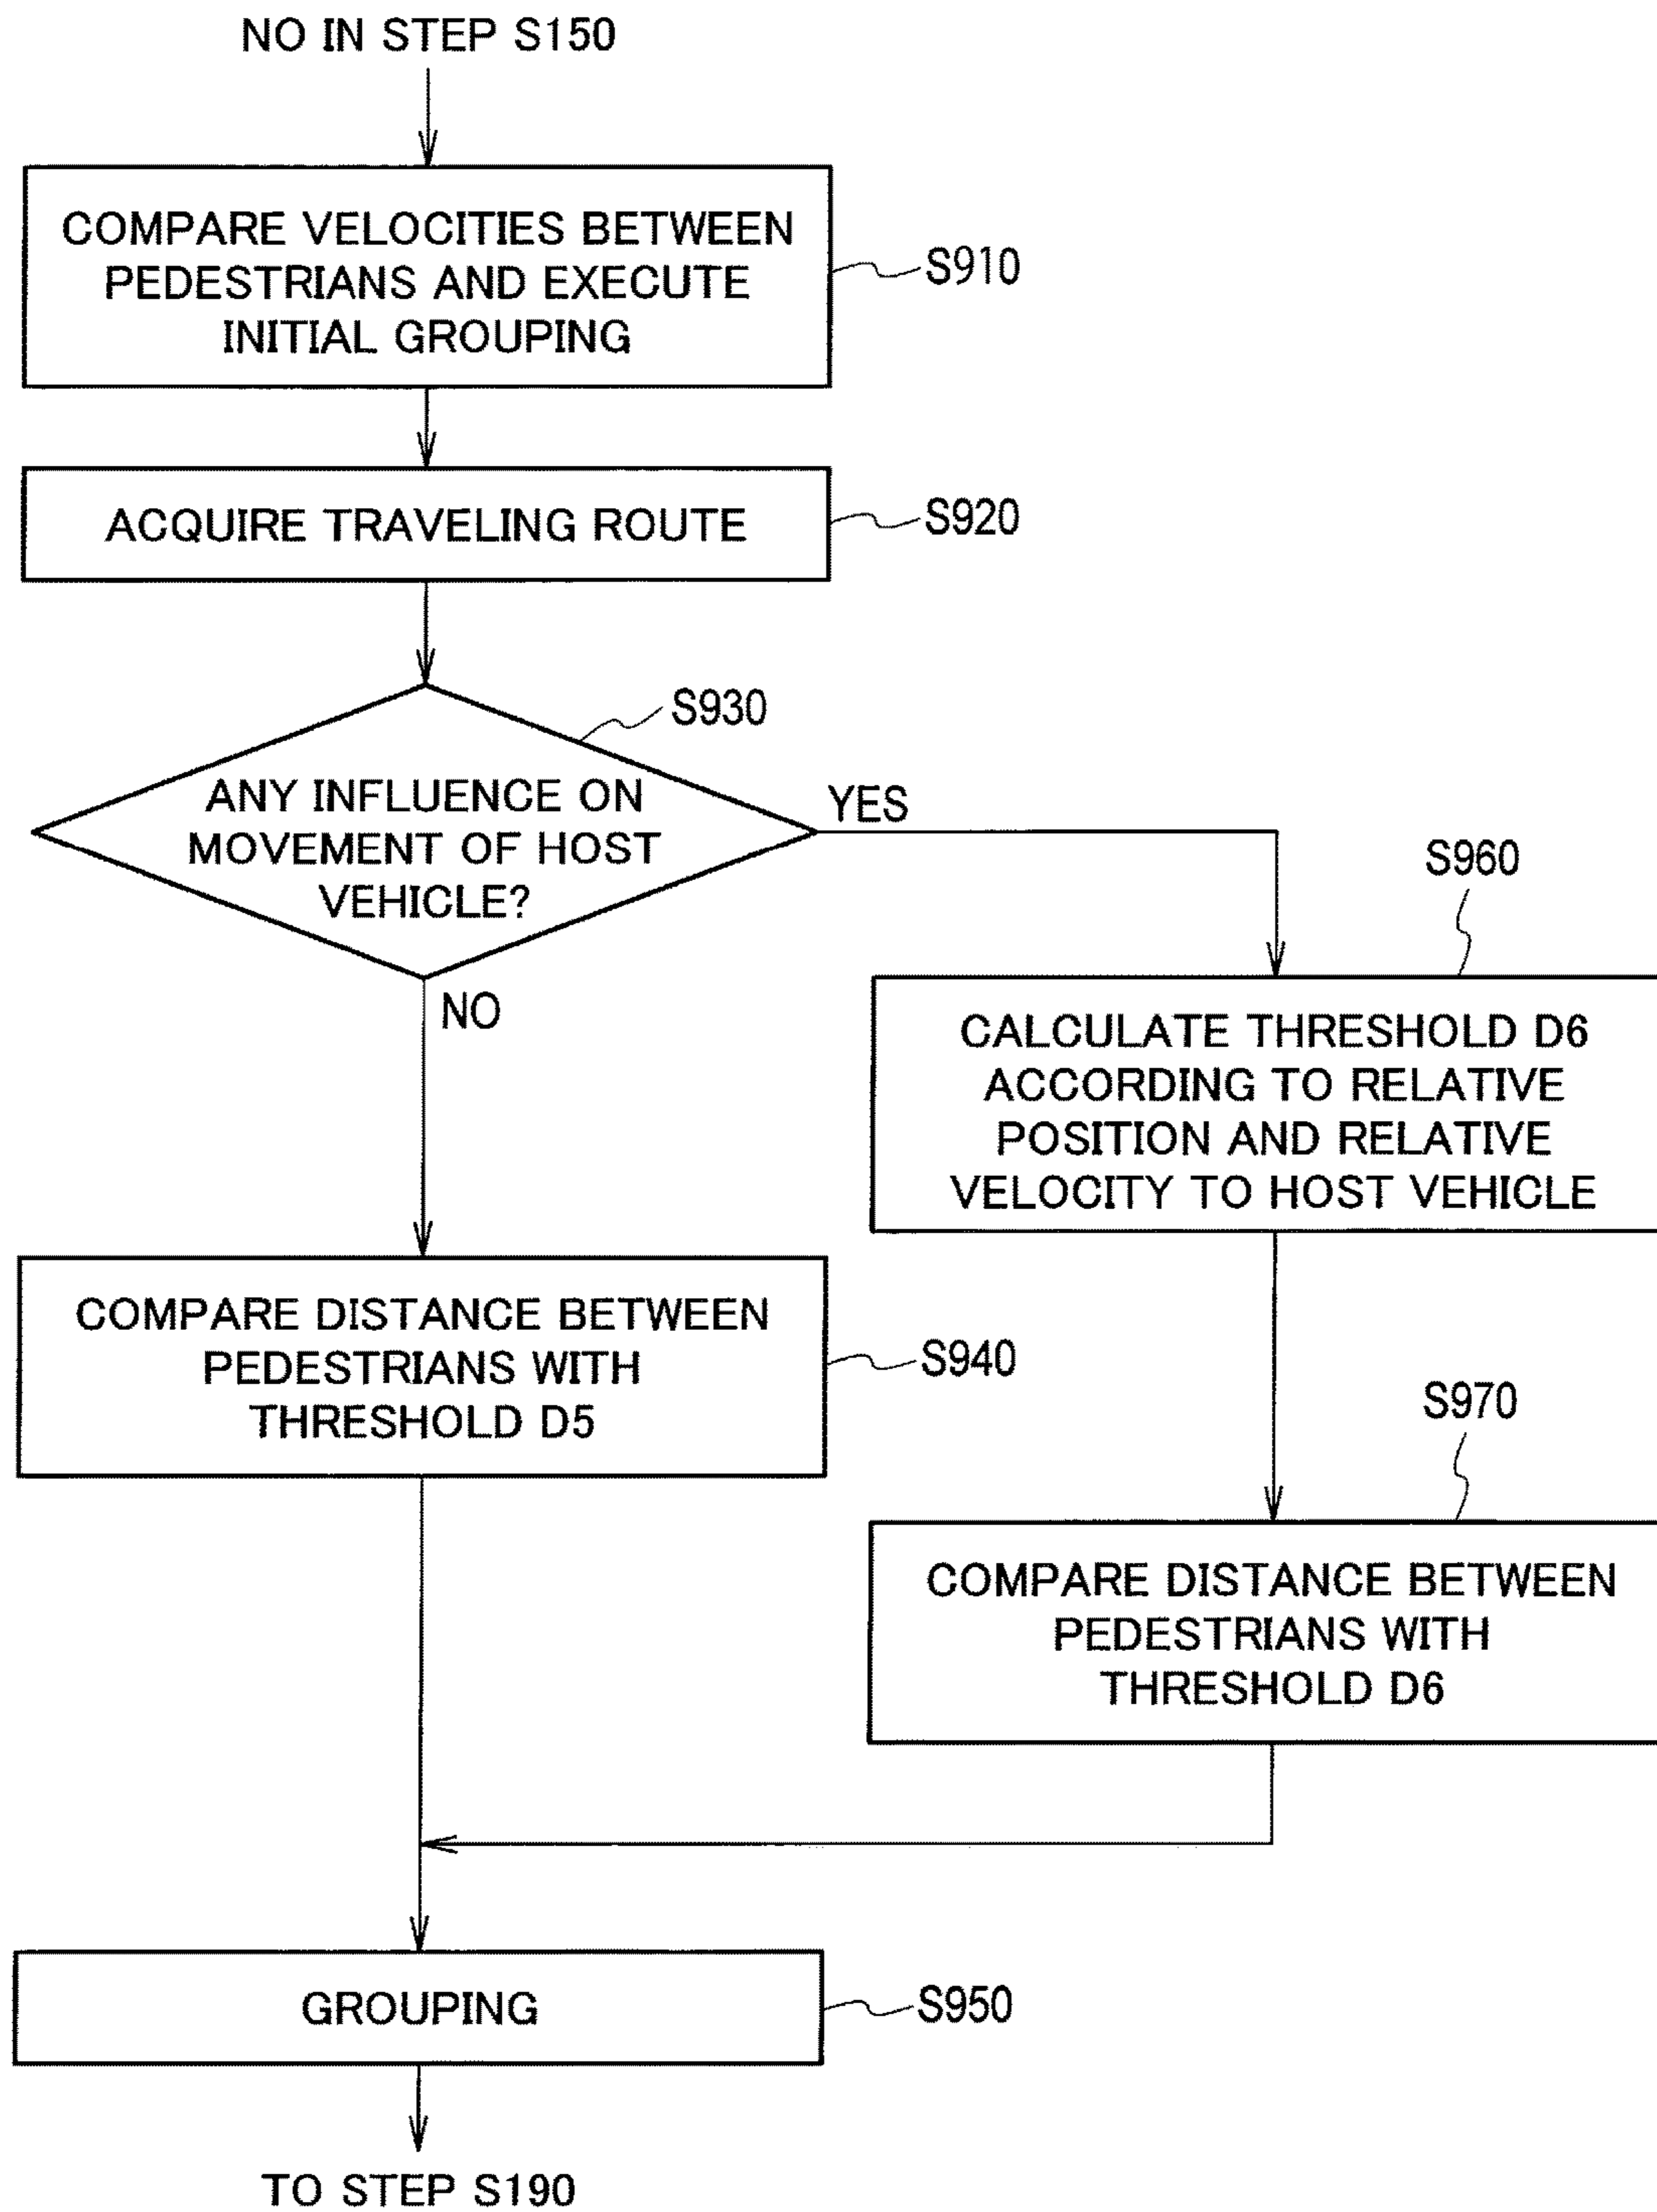 NO IN STEP S150
COMPARE VELOCITIES BETWEEN
PEDESTRIANS AND EXECUTE
INITIAL GROUPING
S910
ACQUIRE TRAVELING ROUTE
S920
S930
ANY INFLUENCE ON
MOVEMENT OF HOST
VEHICLE?
YES
NO
S960
CALCULATE THRESHOLD D6
ACCORDING TO RELATIVE
POSITION AND RELATIVE
VELOCITY TO HOST VEHICLE
COMPARE DISTANCE BETWEEN
PEDESTRIANS WITH
THRESHOLD D5
S940
S970
COMPARE DISTANCE BETWEEN
PEDESTRIANS WITH
THRESHOLD D6
GROUPING
S950
TO STEP S190